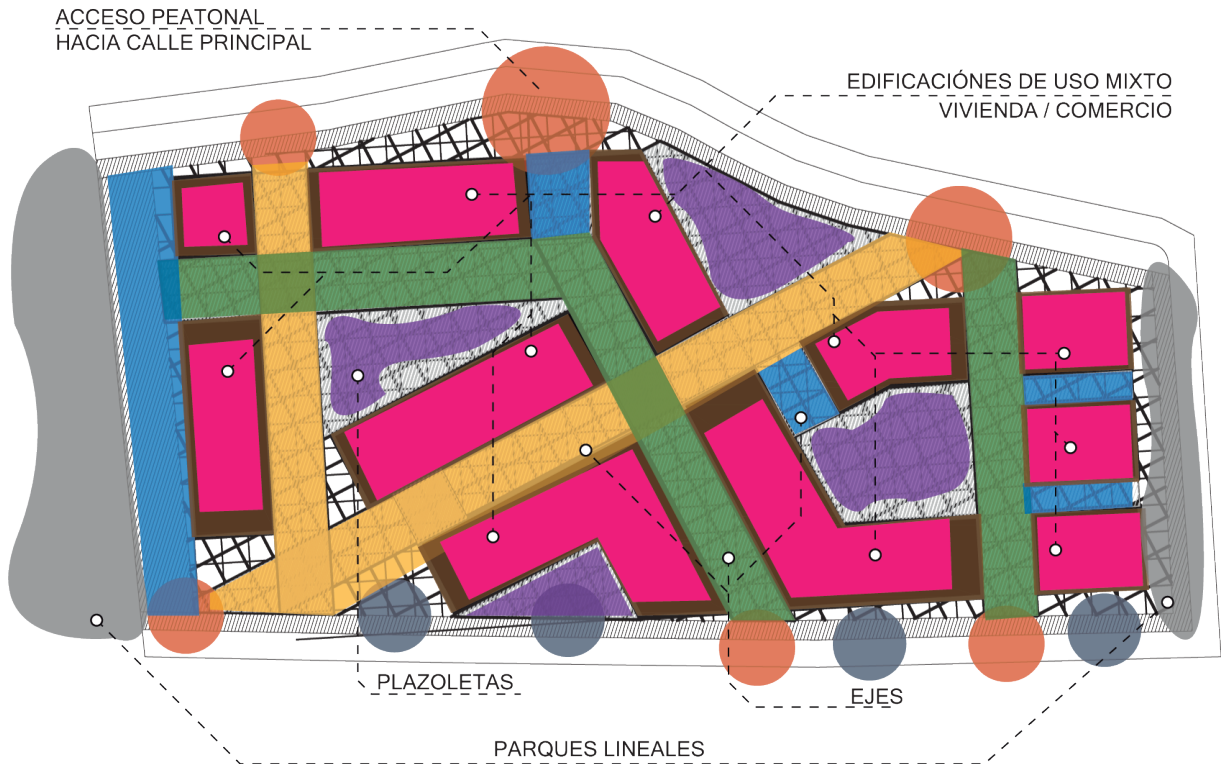 ACCESO PEATONAL
HACIA CALLE PRINCIPAL
EDIFICACIÓNES DE USO MIXTO
VIVIENDA / COMERCIO
PLAZOLETAS
EJES
PARQUES LINEALES